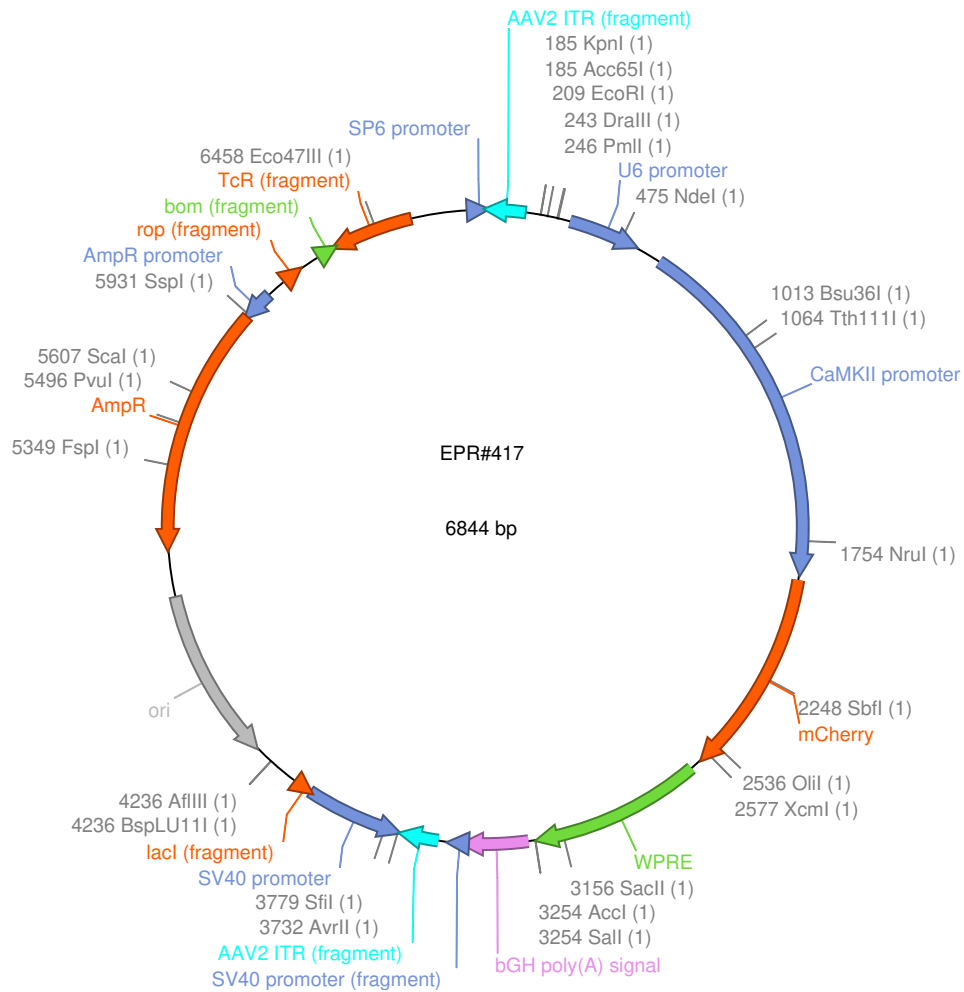 AAV2 ITR (fragment)
185 KpnI (1)
185 Acc65I (1)
209 EcoRI (1)
243 DraIII (1)
246 PmlI (1)
U6 promoter
475 NdeI (1)
SP6 promoter
6458 Eco47III (1)
TcR (fragment)
bom (fragment)
rop (fragment)
AmpR promoter
5931 SspI (1)
1013 Bsu36I (1)
1064 Tth111I (1)
CaMKII promoter
5607 ScaI (1)
5496 PvuI (1)
AmpR
5349 FspI (1)
EPR#417
6844 bp
1754 NruI (1)
2248 SbfI (1)
mCherry
ori
2536 OliI (1)
2577 XcmI (1)
4236 AflIII (1)
4236 BspLU11I (1)
lacI (fragment)
WPRE
SV40 promoter
3156 SacII (1)
3779 SfiI (1)
3254 AccI (1)
3732 AvrII (1)
3254 SalI (1)
AAV2 ITR (fragment)
bGH poly(A) signal
SV40 promoter (fragment)